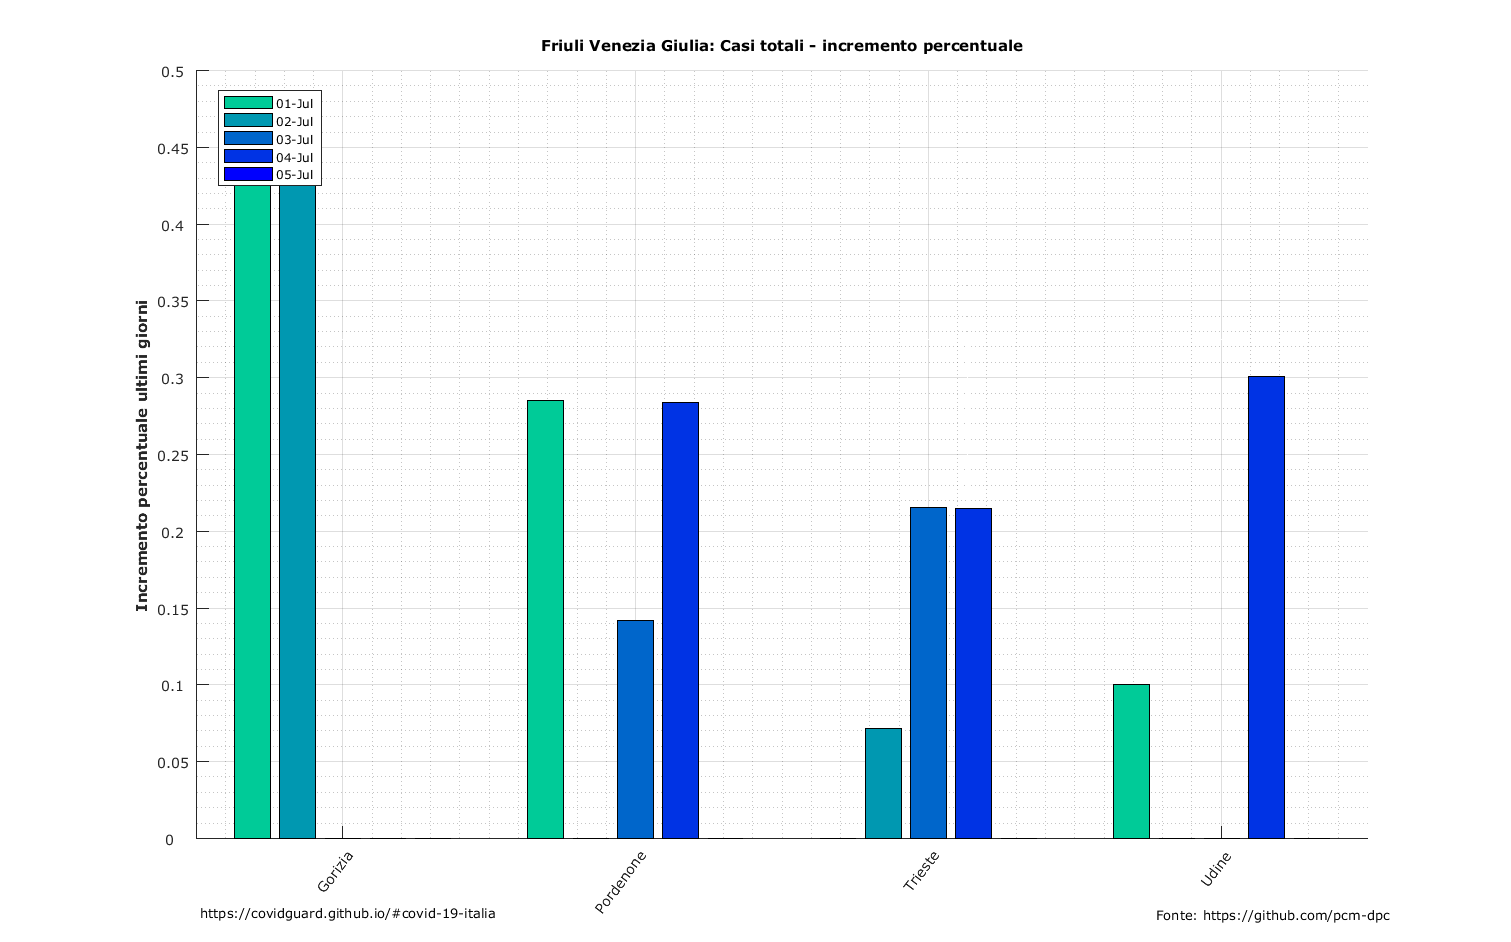 Friuli Venezia Giulia: Casi totali - incremento percentuale
Incremento percentuale ultimi giorni
0.5
0.45
0.4
0.35
0.3
0.25
0.2
0.15
0.1
0.05
0
01-Jul
02-Jul
03-Jul
04-Jul
05-Jul
Gorizia
Pordenone
Trieste
Udine
https://covidguard.github.io/#covid-19-italia
Fonte: https://github.com/pcm-dpc